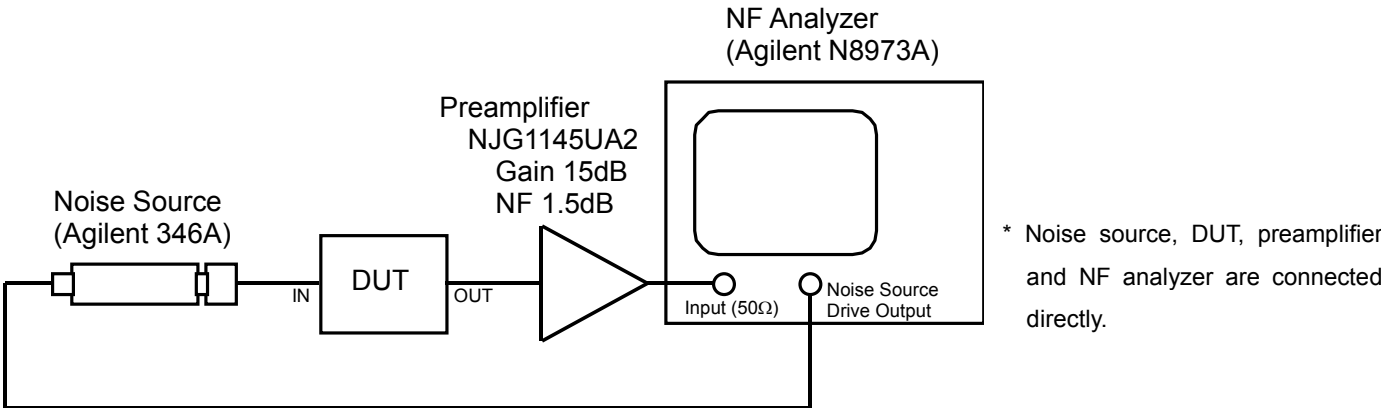 NF Analyzer
(Agilent N8973A)
Preamplifier
NJG1145UA2
Gain 15dB
NF 1.5dB
Noise Source
(Agilent 346A)
DUT
IN
OUT
Input (50Ω)
Noise Source
Drive Output
* Noise source, DUT, preamplifier
and NF analyzer are connected
directly.